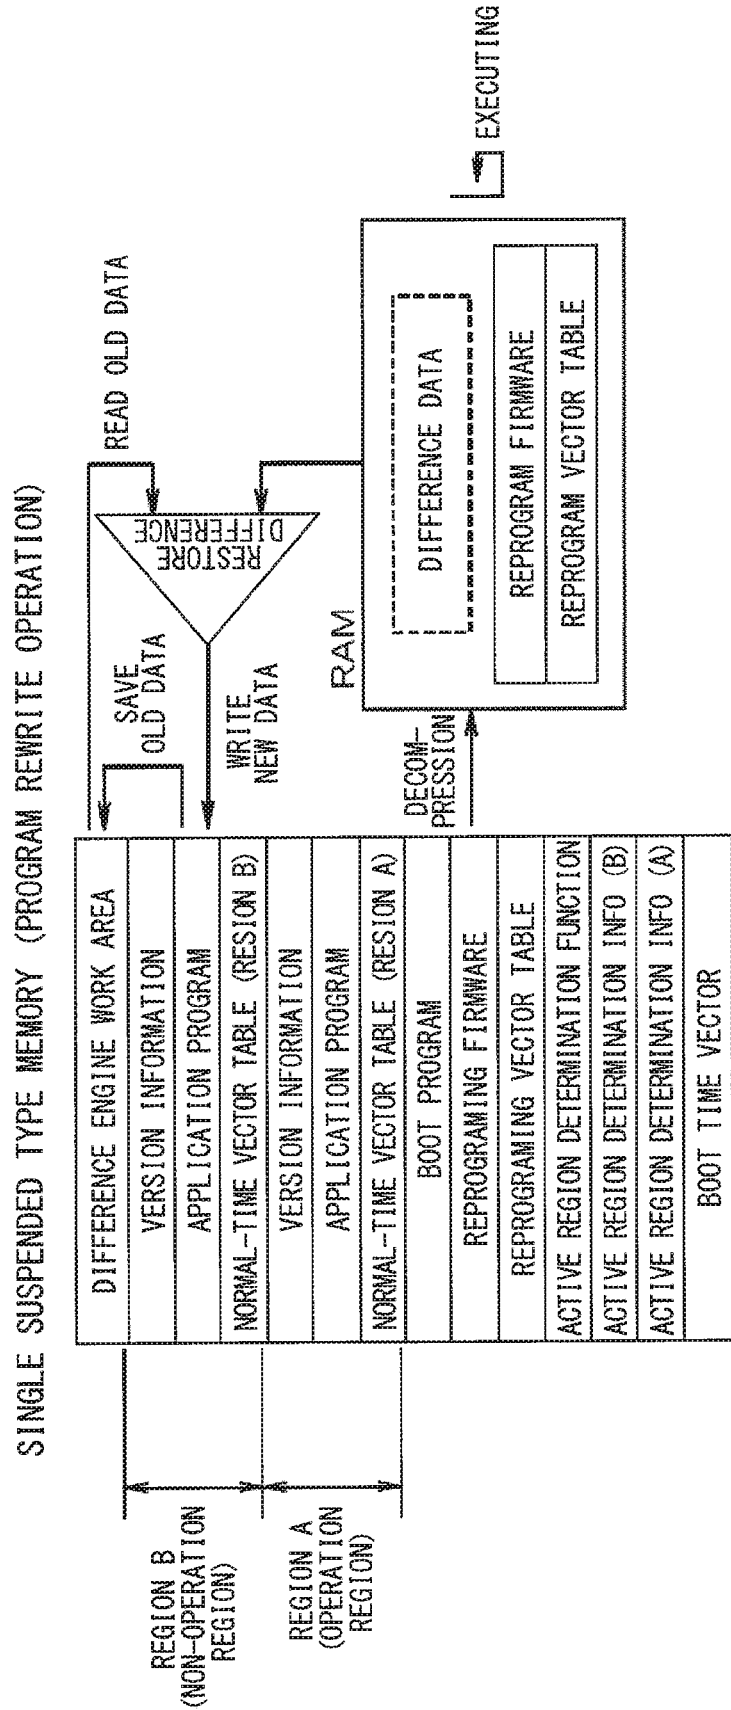 SINGLE SUSPENDED TYPE MEMORY (PROGRAM REWRITE OPERATION)
REGION B
(NON-OPERATION
REGION)
REGION A
(OPERATION
REGION)
DIFFERENCE ENGINE WORK AREA
VERSION INFORMATION
APPLICATION PROGRAM
NORMAL-TIME VECTOR TABLE (RESION B)
VERSION INFORMATION
APPLICATION PROGRAM
NORMAL-TIME VECTOR TABLE (RESION A)
BOOT PROGRAM
REPROGRAMING FIRMWARE
REPROGRAMING VECTOR TABLE
ACTIVE REGION DETERMINATION FUNCTION
ACTIVE REGION DETERMINATION INFO (B)
ACTIVE REGION DETERMINATION INFO (A)
BOOT TIME VECTOR
SAVE
OLD DATA
WRITE
NEW DATA
READ OLD DATA
RESTORE
DIFFERENCE
DECOM-
PRESSION
RAM
DIFFERENCE DATA
REPROGRAM FIRMWARE
REPROGRAM VECTOR TABLE
EXECUTING